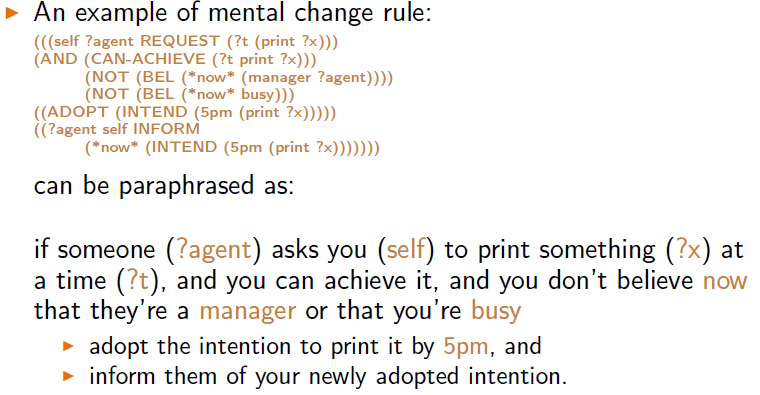 An example of mental change rule:
(((self ?agent REQUEST (?t (print ?x)))
(AND (CAN-ACHIEVE (?t print ?x)))
(NOT (BEL (*now* (manager ?agent))))
(NOT (BEL (*now* busy)))
((ADOPT (INTEND (5pm (print ?x)))))
((?agent self INFORM
(*now* (INTEND (5pm (print ?x)))))))
can be paraphrased as:
if someone (?agent) asks you (self) to print something (?x) at
a time (?t), and you can achieve it, and you don't believe now
that they're a manager or that you're busy
adopt the intention to print it by 5pm, and
inform them of your newly adopted intention.